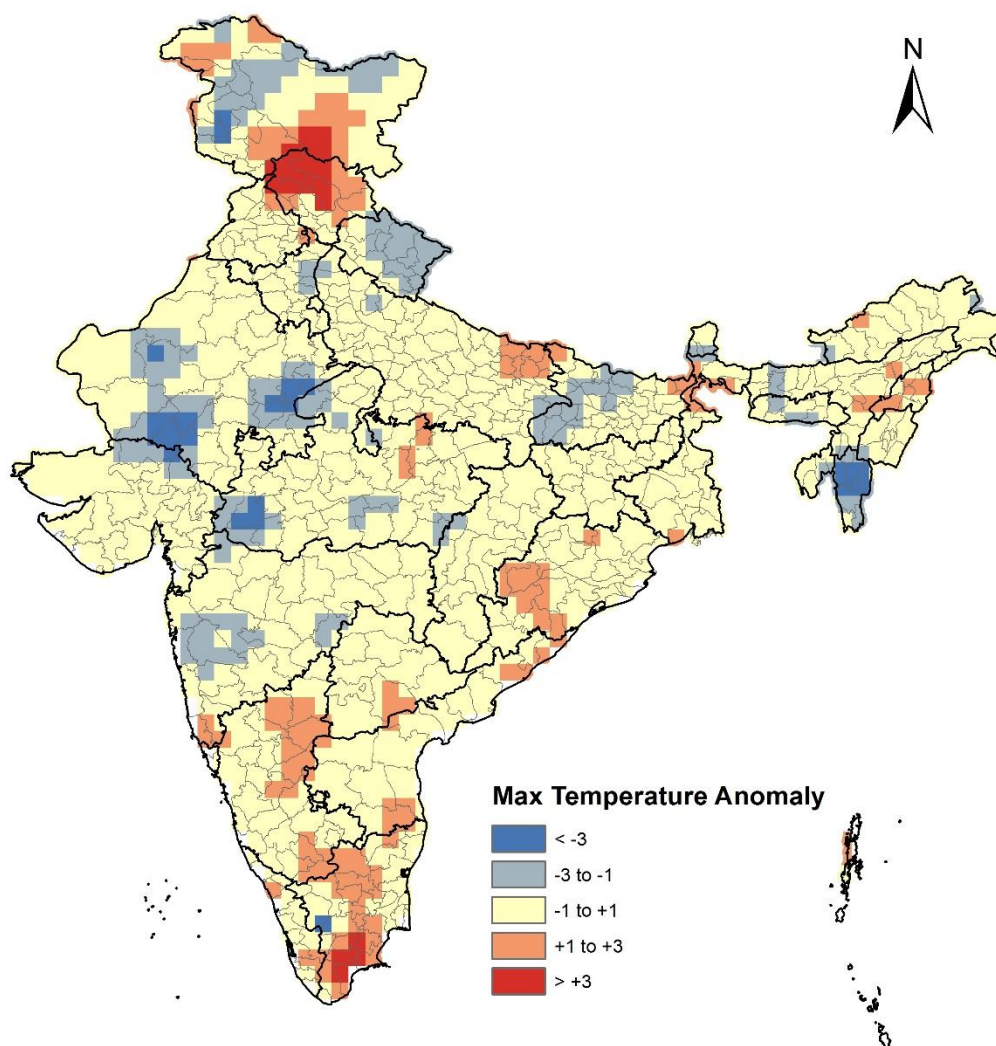 N
Max Temperature Anomaly
< -3
-3 to -1
-1 to +1
+1 to +3
> +3